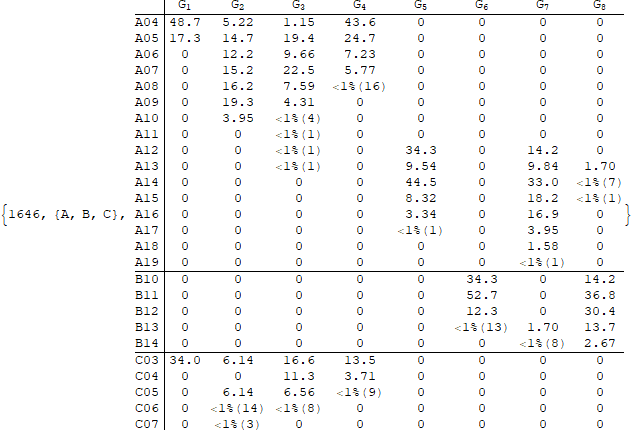 G1 G2 G3 G4 G5 G6 G7 G8
A04 48.7 5.22 1.15 43.6 0 0 0 0
A05 17.3 14.7 19.4 24.7 0 0 0 0
A06 0 12.2 9.66 7.23 0 0 0 0
A07 0 15.2 22.5 5.77 0 0 0 0
A08 0 16.2 7.59 <1%(16) 0 0 0 0
A09 0 19.3 4.31 0 0 0 0 0
A10 0 3.95 <1%(4) 0 0 0 0 0
A11 0 0 <1%(1) 0 0 0 0 0
A12 0 0 <1%(1) 0 34.3 0 14.2 0
A13 0 0 <1%(1) 0 9.54 0 9.84 1.70
A14 0 0 0 0 44.5 0 33.0 <1%(7)
A15 0 0 0 0 8.32 0 18.2 <1%(1)
{1646, {A, B, C}, A16 0 0 0 0 3.34 0 16.9 0 }
A17 0 0 0 0 <1%(1) 0 3.95 0
A18 0 0 0 0 0 0 1.58 0
A19 0 0 0 0 0 0 <1%(1) 0
B10 0 0 0 0 0 34.3 0 14.2
B11 0 0 0 0 0 52.7 0 36.8
B12 0 0 0 0 0 12.3 0 30.4
B13 0 0 0 0 0 <1%(13) 1.70 13.7
B14 0 0 0 0 0 0 <1%(8) 2.67
C03 34.0 6.14 16.6 13.5 0 0 0 0
C04 0 0 11.3 3.71 0 0 0 0
C05 0 6.14 6.56 <1%(9) 0 0 0 0
C06 0 <1%(14) <1%(8) 0 0 0 0 0
C07 0 <1%(3) 0 0 0 0 0 0